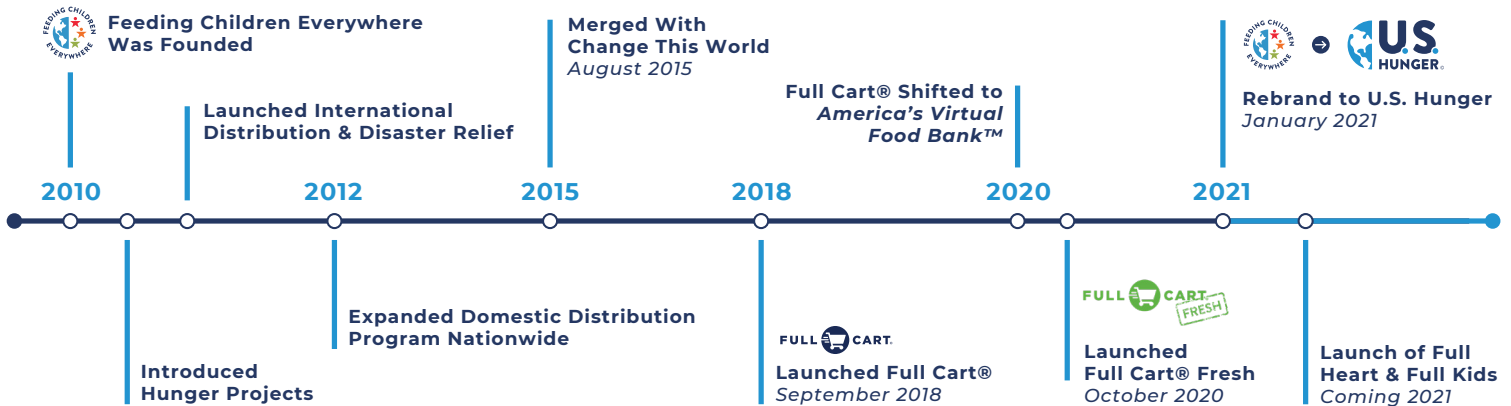 FEEDING CHILDREN
EVERYWHERE
Feeding Children Everywhere
Was Founded
Launched International
Distribution & Disaster Relief
Merged With
Change This World
August 2015
Full Cart® Shifted to
America's Virtual
Food Bank™
FEEDING CHILDREN
EVERYWHERE
U.S.
HUNGER
Rebrand to U.S. Hunger
January 2021
2010
2012
2015
2018
2020
2021
Introduced
Hunger Projects
Expanded Domestic Distribution
Program Nationwide
FULL CART
Launched Full Cart®
September 2018
FULL CART
FRESH
Launched
Full Cart® Fresh
October 2020
Launch of Full
Heart & Full Kids
Coming 2021